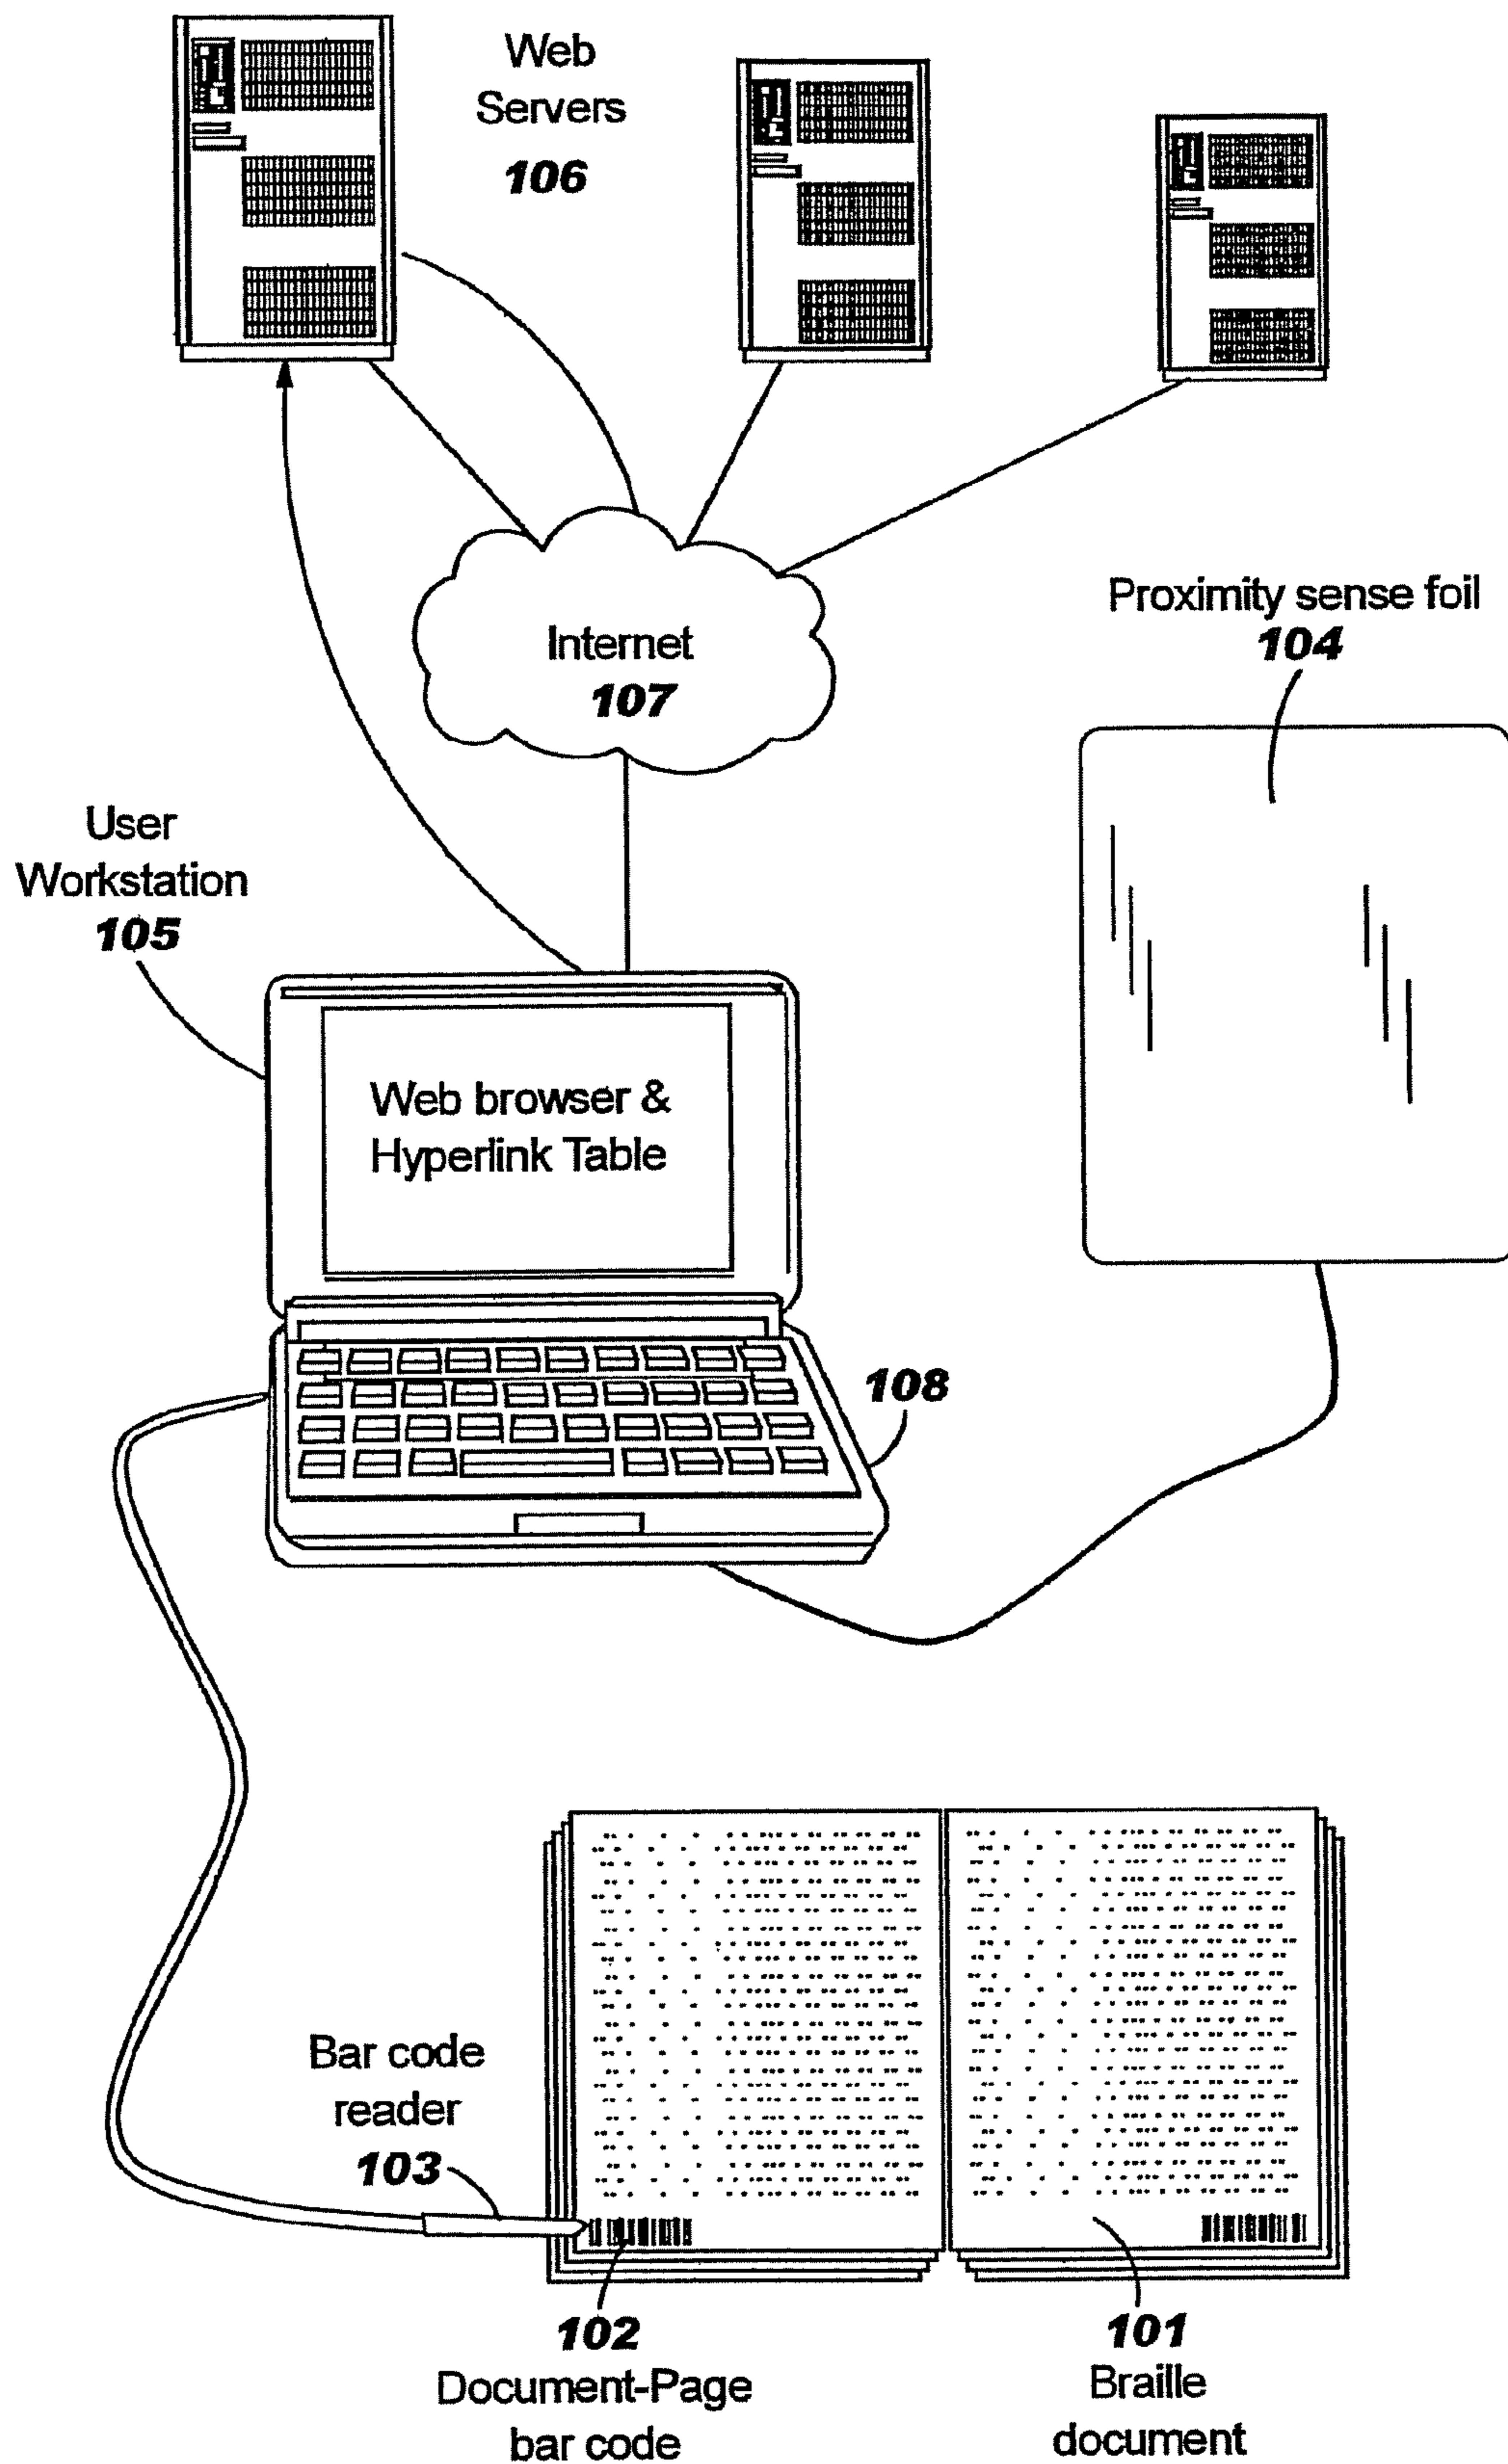 Web
Servers
106
Internet
107
Proximity sense foil
104
User
Workstation
105
Web browser &
Hyperlink Table
108
Bar code
reader
103
102
Document-Page
bar code
101
Braille
document